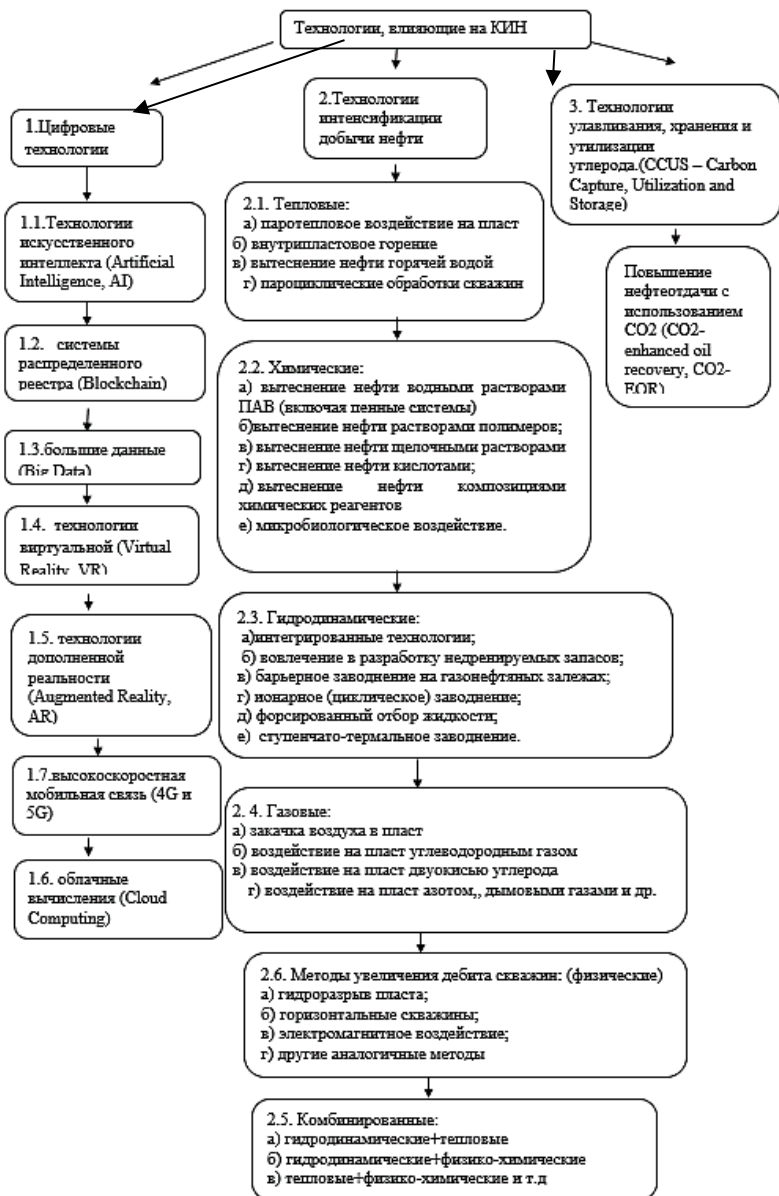 Технологии, влияющие на КИН
1.Цифровые
технологии
1.1.Технологии
искусственного
интеллекта (Artificial
Intelligence, AI)
1.2. системы
распределенного
реестра (Blockchain)
1.3.большие данные
(Big Data)
1.4. технологии
виртуальной (Virtual
Reality, VR)
1.5. технологии
дополненной
реальности
(Augmented Reality,
AR)
1.7.высокоскоростная
мобильная связь (4G и
5G)
1.6. облачные
вычисления (Cloud
Computing)
2.Технологии
интенсификации
добычи нефти
2.1. Тепловые:
а) паротепловое воздействие на пласт
б) внутрипластовое горение
в) вытеснение нефти горячей водой
г) пароциклические обработки скважин
2.2. Химические:
а) вытеснение нефти водными растворами
ПАВ (включая пенные системы)
б)вытеснение нефти растворами полимеров;
в) вытеснение нефти щелочными растворами
г) вытеснение нефти кислотами;
д) вытеснение нефти композициями
химических реагентов
е) микробиологическое воздействие.
2.3. Гидродинамические:
а)интегрированные технологии;
б) вовлечение в разработку недренируемых запасов;
в) барьерное заводнение на газонефтяных залежах;
г) ионарное (циклическое) заводнение;
д) форсированный отбор жидкости;
е) ступенчато-термальное заводнение.
2. 4. Газовые:
а) закачка воздуха в пласт
б) воздействие на пласт углеводородным газом
в) воздействие на пласт двуокисью углерода
г) воздействие на пласт азотом,, дымовыми газами и др.
2.6. Методы увеличения дебита скважин: (физические)
а) гидроразрыв пласта;
б) горизонтальные скважины;
в) электромагнитное воздействие;
г) другие аналогичные методы
2.5. Комбинированные:
а) гидродинамические+тепловые
б) гидродинамические+физико-химические
в) тепловые+физико-химические и т.д
3. Технологии
улавливания, хранения и
утилизации
углерода.(CCUS – Carbon
Capture, Utilization and
Storage)
Повышение
нефтеотдачи с
использованием
CO2 (CO2-
enhanced oil
recovery, CO2-
EOR)